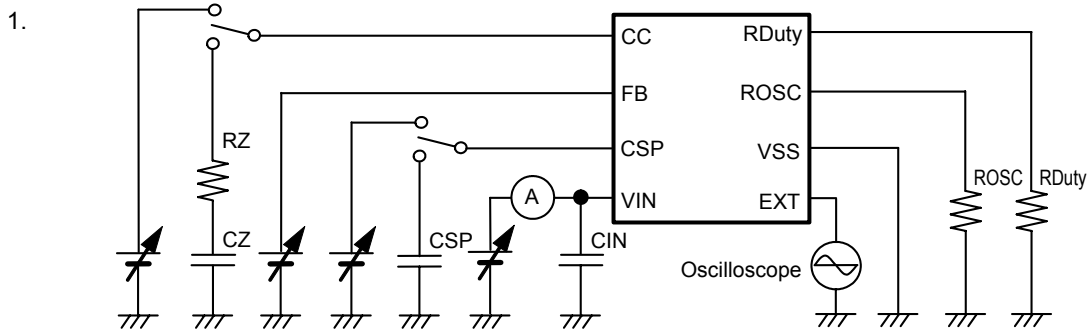 1.
CC
RDuty
FB
ROSC
RZ
CSP
VSS
ROSC
RDuty
A
VIN
EXT
CZ
CSP
CIN
Oscilloscope